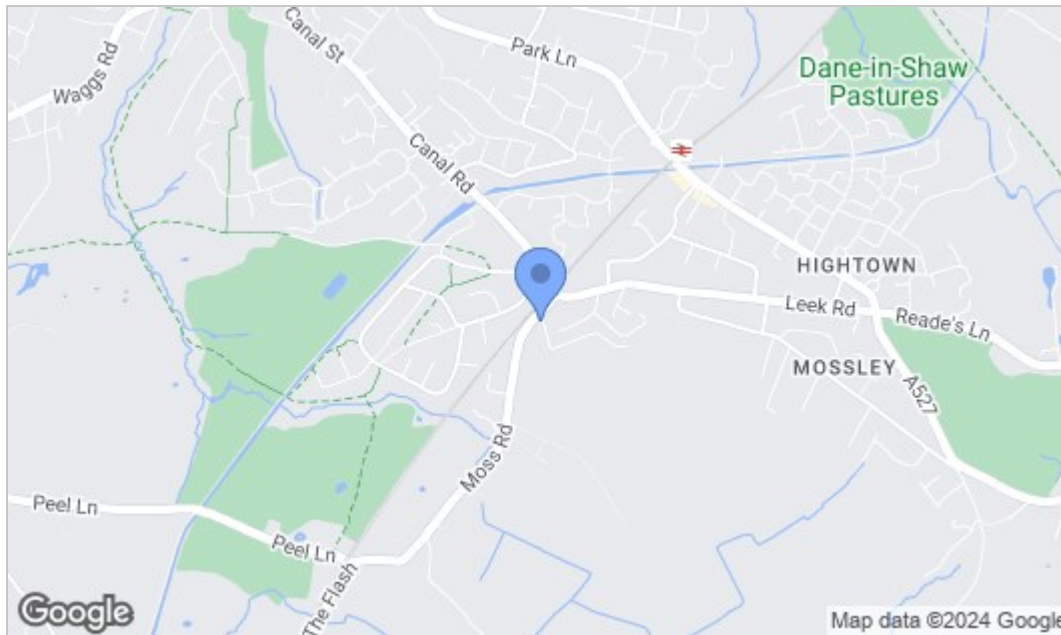 Canal St
Park Ln
Waggs Rd
Dane-in-Shaw
Pastures
Canal Rd
HIGHTOWN
Leek Rd
Reade's Ln
MOSSLEY
A527
Moss Rd
Peel Ln
Peel Ln
The Flash
Google
Map data ©2024 Google